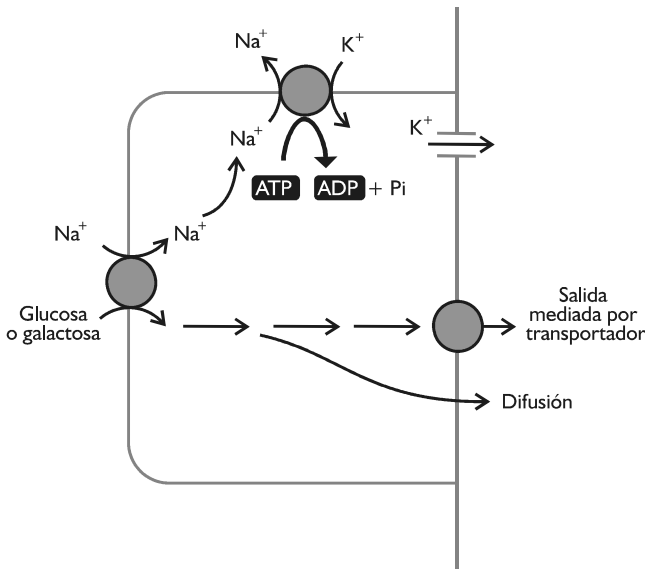 Na⁺
K⁺
Na⁺
K⁺
ATP
ADP + Pi
Na⁺
Na⁺
Glucosa
o galactosa
Salida
mediada por
transportador
Difusión